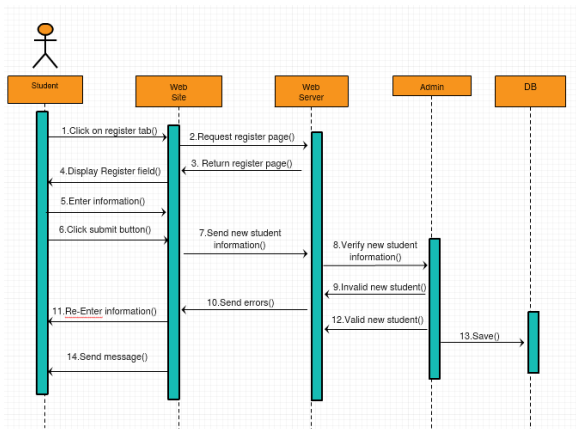 Student
Web
Site
Web
Server
Admin
DB
1.Click on register tab()
2.Request register page()
3. Return register page()
4.Display Register field()
5.Enter information()
6.Click submit button()
7.Send new student
information()
8.Verify new student
information()
9.Invalid new student()
10.Send errors()
11.Re-Enter information()
12.Valid new student()
13.Save()
14.Send message()